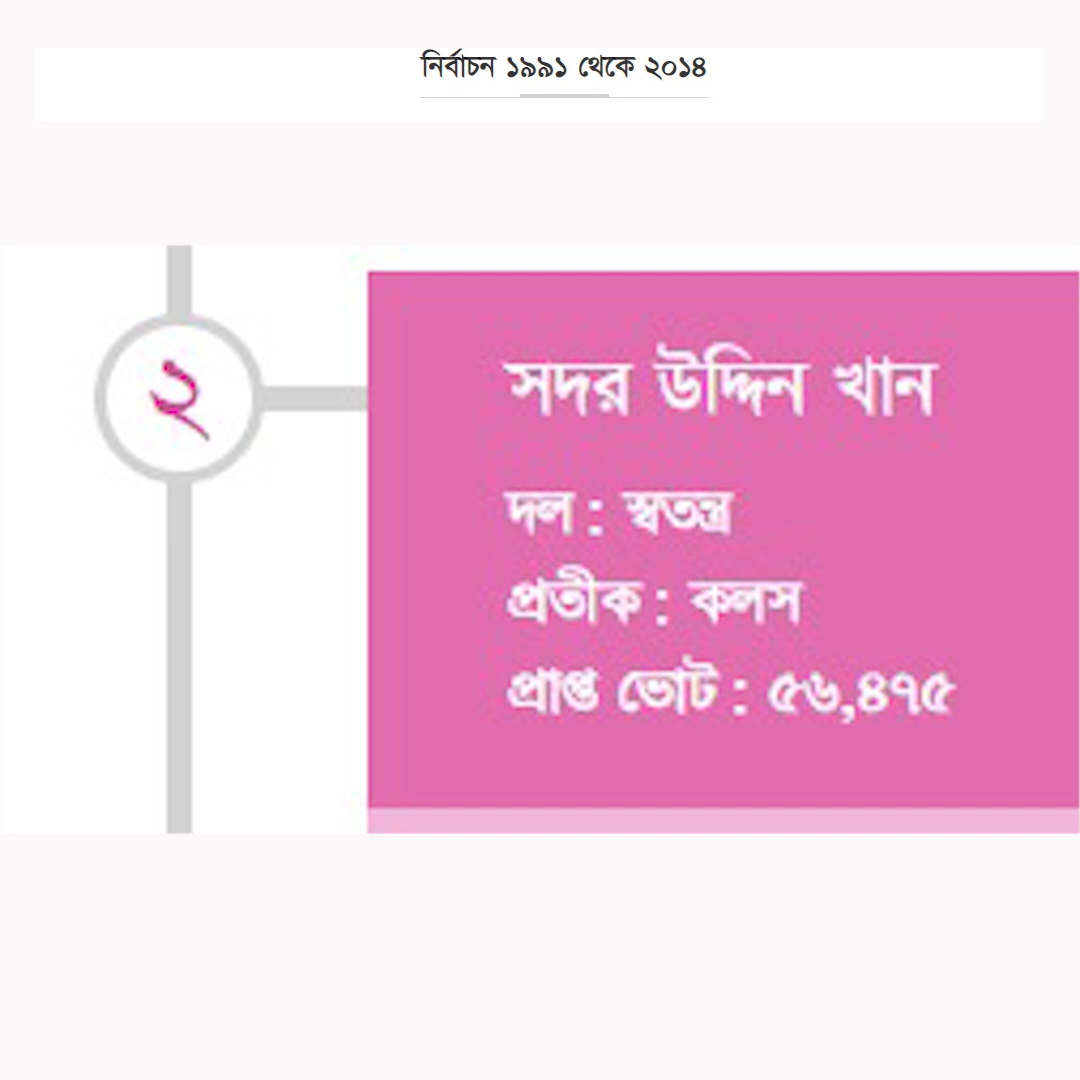 নির্বাচন ১৯৯১ থেকে ২০১৪
২
সদর উদ্দিন খান
দল : স্বতন্ত্র
প্রতীক : কলস
প্রাপ্ত ভোট : ৫৬,৪৭৫